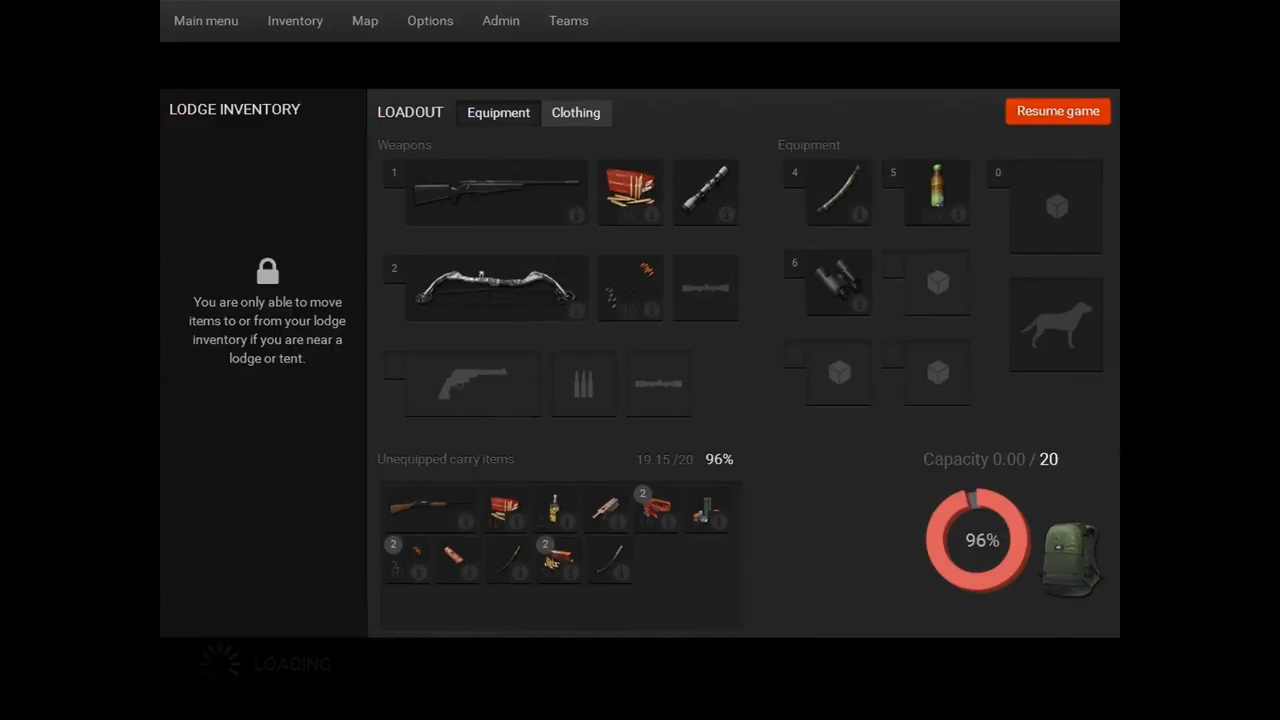 Main menu Inventory Map Options Admin Teams
LODGE INVENTORY
You are only able to move
items to or from your lodge
inventory if you are near a
lodge or tent.
LOADOUT Equipment Clothing Resume game
Weapons Equipment
1 4 5 0
10
2 6
10
Unequipped carry items 19.15 /20 96%
Capacity 0.00 / 20
2
2 2
96%
LOADING